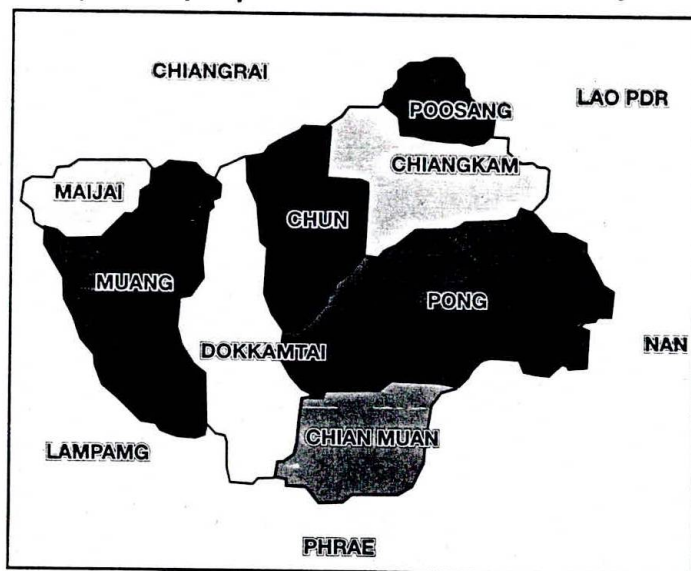 CHIANGRAI
POOSANG
LAO PDR
CHIANGKAM
MAIJAI
CHUN
MUANG
PONG
DOKKAMTAI
NAN
CHIAN MUAN
LAMPAMG
PHRAE